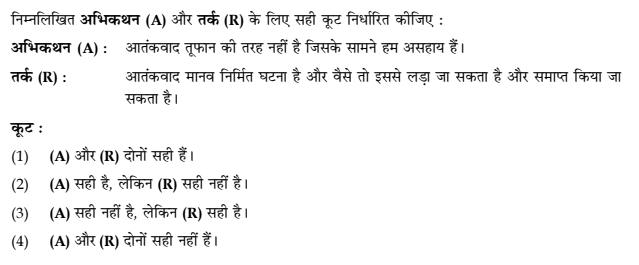 निम्नलिखित अभिकथन (A) और तर्क (R) के लिए सही कूट निर्धारित कीजिए :
अभिकथन (A) : आतंकवाद तूफान की तरह नहीं है जिसके सामने हम असहाय हैं।
तर्क (R) : आतंकवाद मानव निर्मित घटना है और वैसे तो इससे लड़ा जा सकता है और समाप्त किया जा
सकता है।
कूट :
(1) (A) और (R) दोनों सही हैं।
(2) (A) सही है, लेकिन (R) सही नहीं है।
(3) (A) सही नहीं है, लेकिन (R) सही है।
(4) (A) और (R) दोनों सही नहीं हैं।